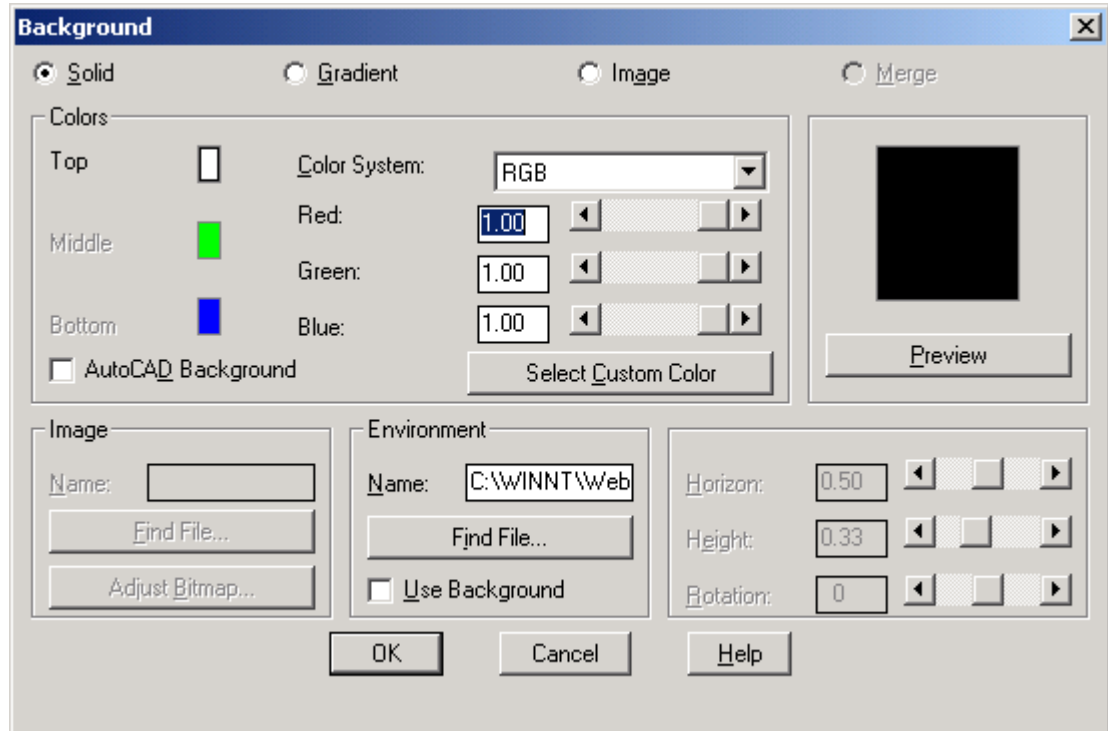 Background
Solid Gradient Image Merge
Colors
Top
Color System: RGB
Red: 1.00
Middle
Green: 1.00
Bottom
Blue: 1.00
AutoCAD Background
Select Custom Color
Preview
Image
Name:
Find File...
Adjust Bitmap...
Environment
Name: C:\WINNT\Web
Find File...
Use Background
Horizon: 0.50
Height: 0.33
Rotation: 0
OK Cancel Help